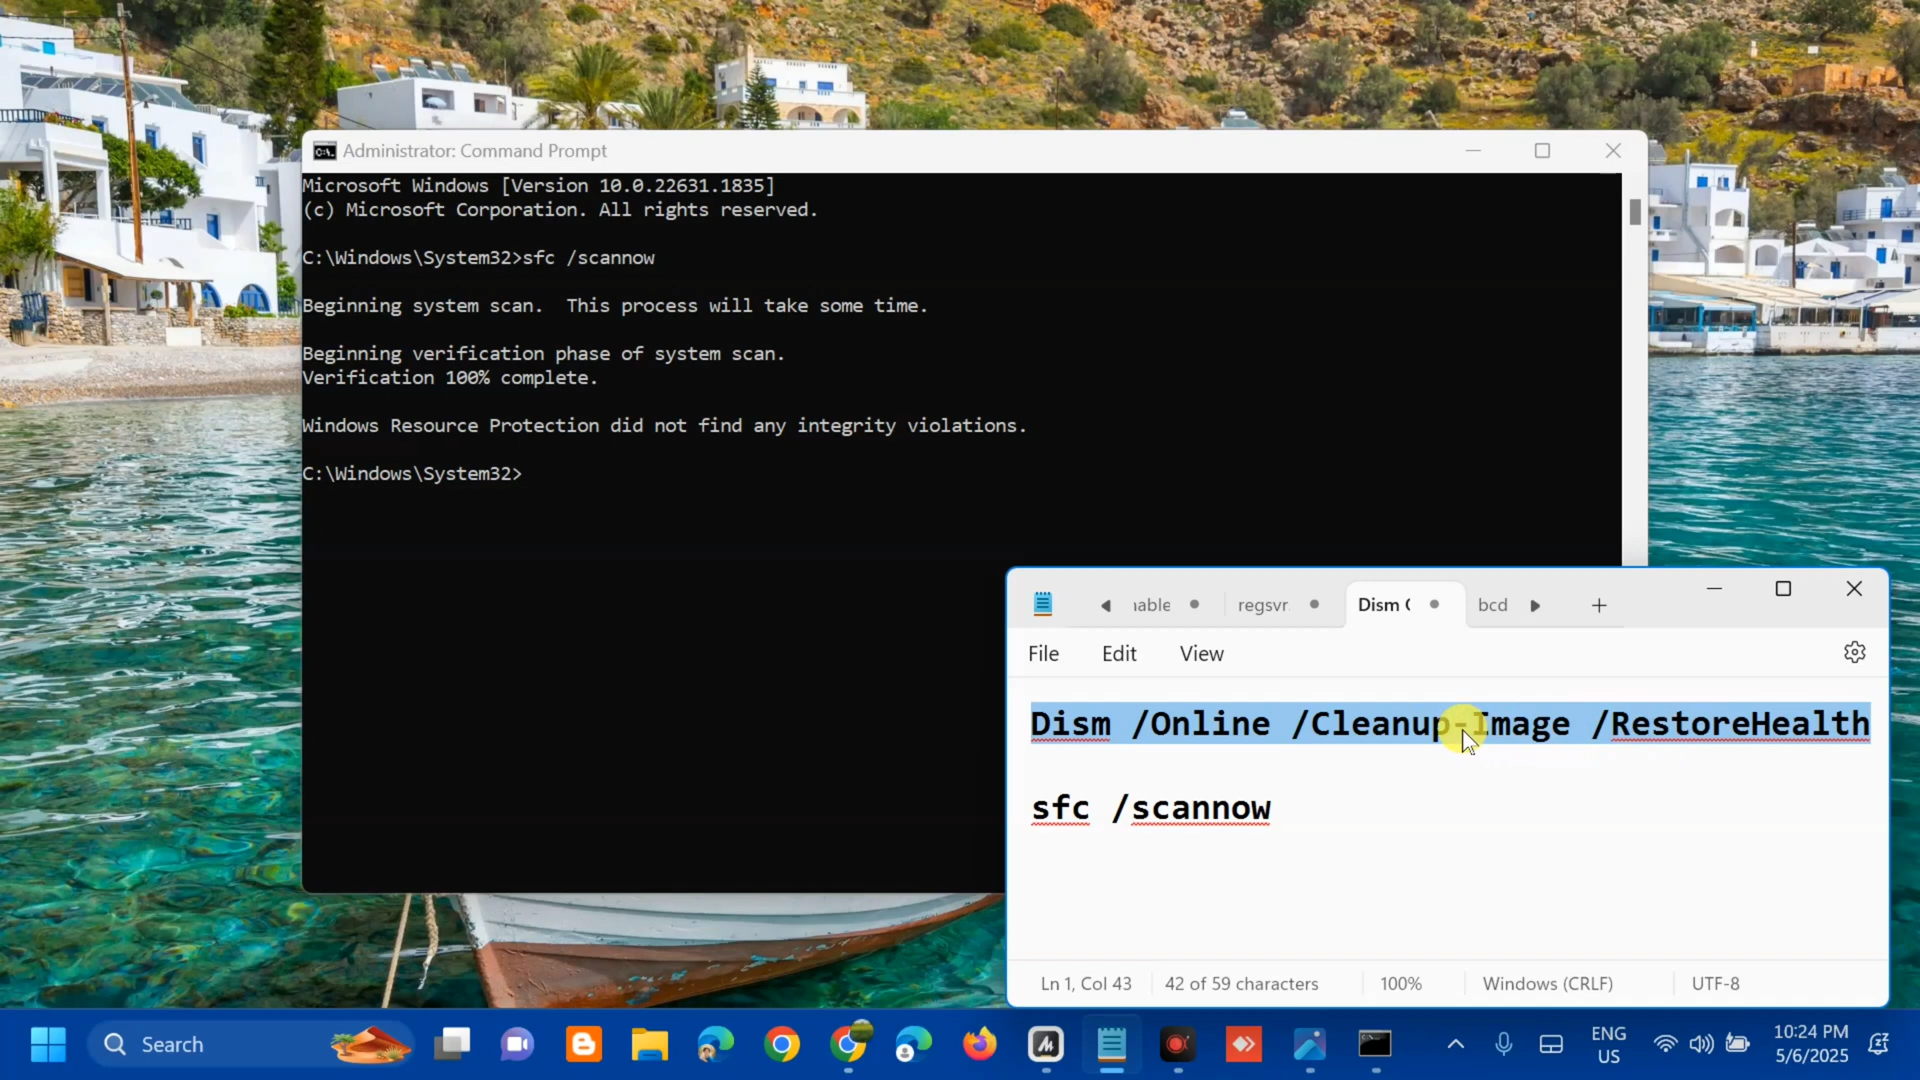 Administrator: Command Prompt
Microsoft Windows [Version 10.0.22631.1835]
(c) Microsoft Corporation. All rights reserved.
C:\Windows\System32>sfc /scannow
Beginning system scan.  This process will take some time.
Beginning verification phase of system scan.
Verification 100% complete.
Windows Resource Protection did not find any integrity violations.
C:\Windows\System32>
nable
regsvr
Dism
bcd
File Edit View
Dism /Online /Cleanup-Image /RestoreHealth
sfc /scannow
Ln 1, Col 43
42 of 59 characters
100%
Windows (CRLF)
UTF-8
Search
ENG
US
10:24 PM
5/6/2025